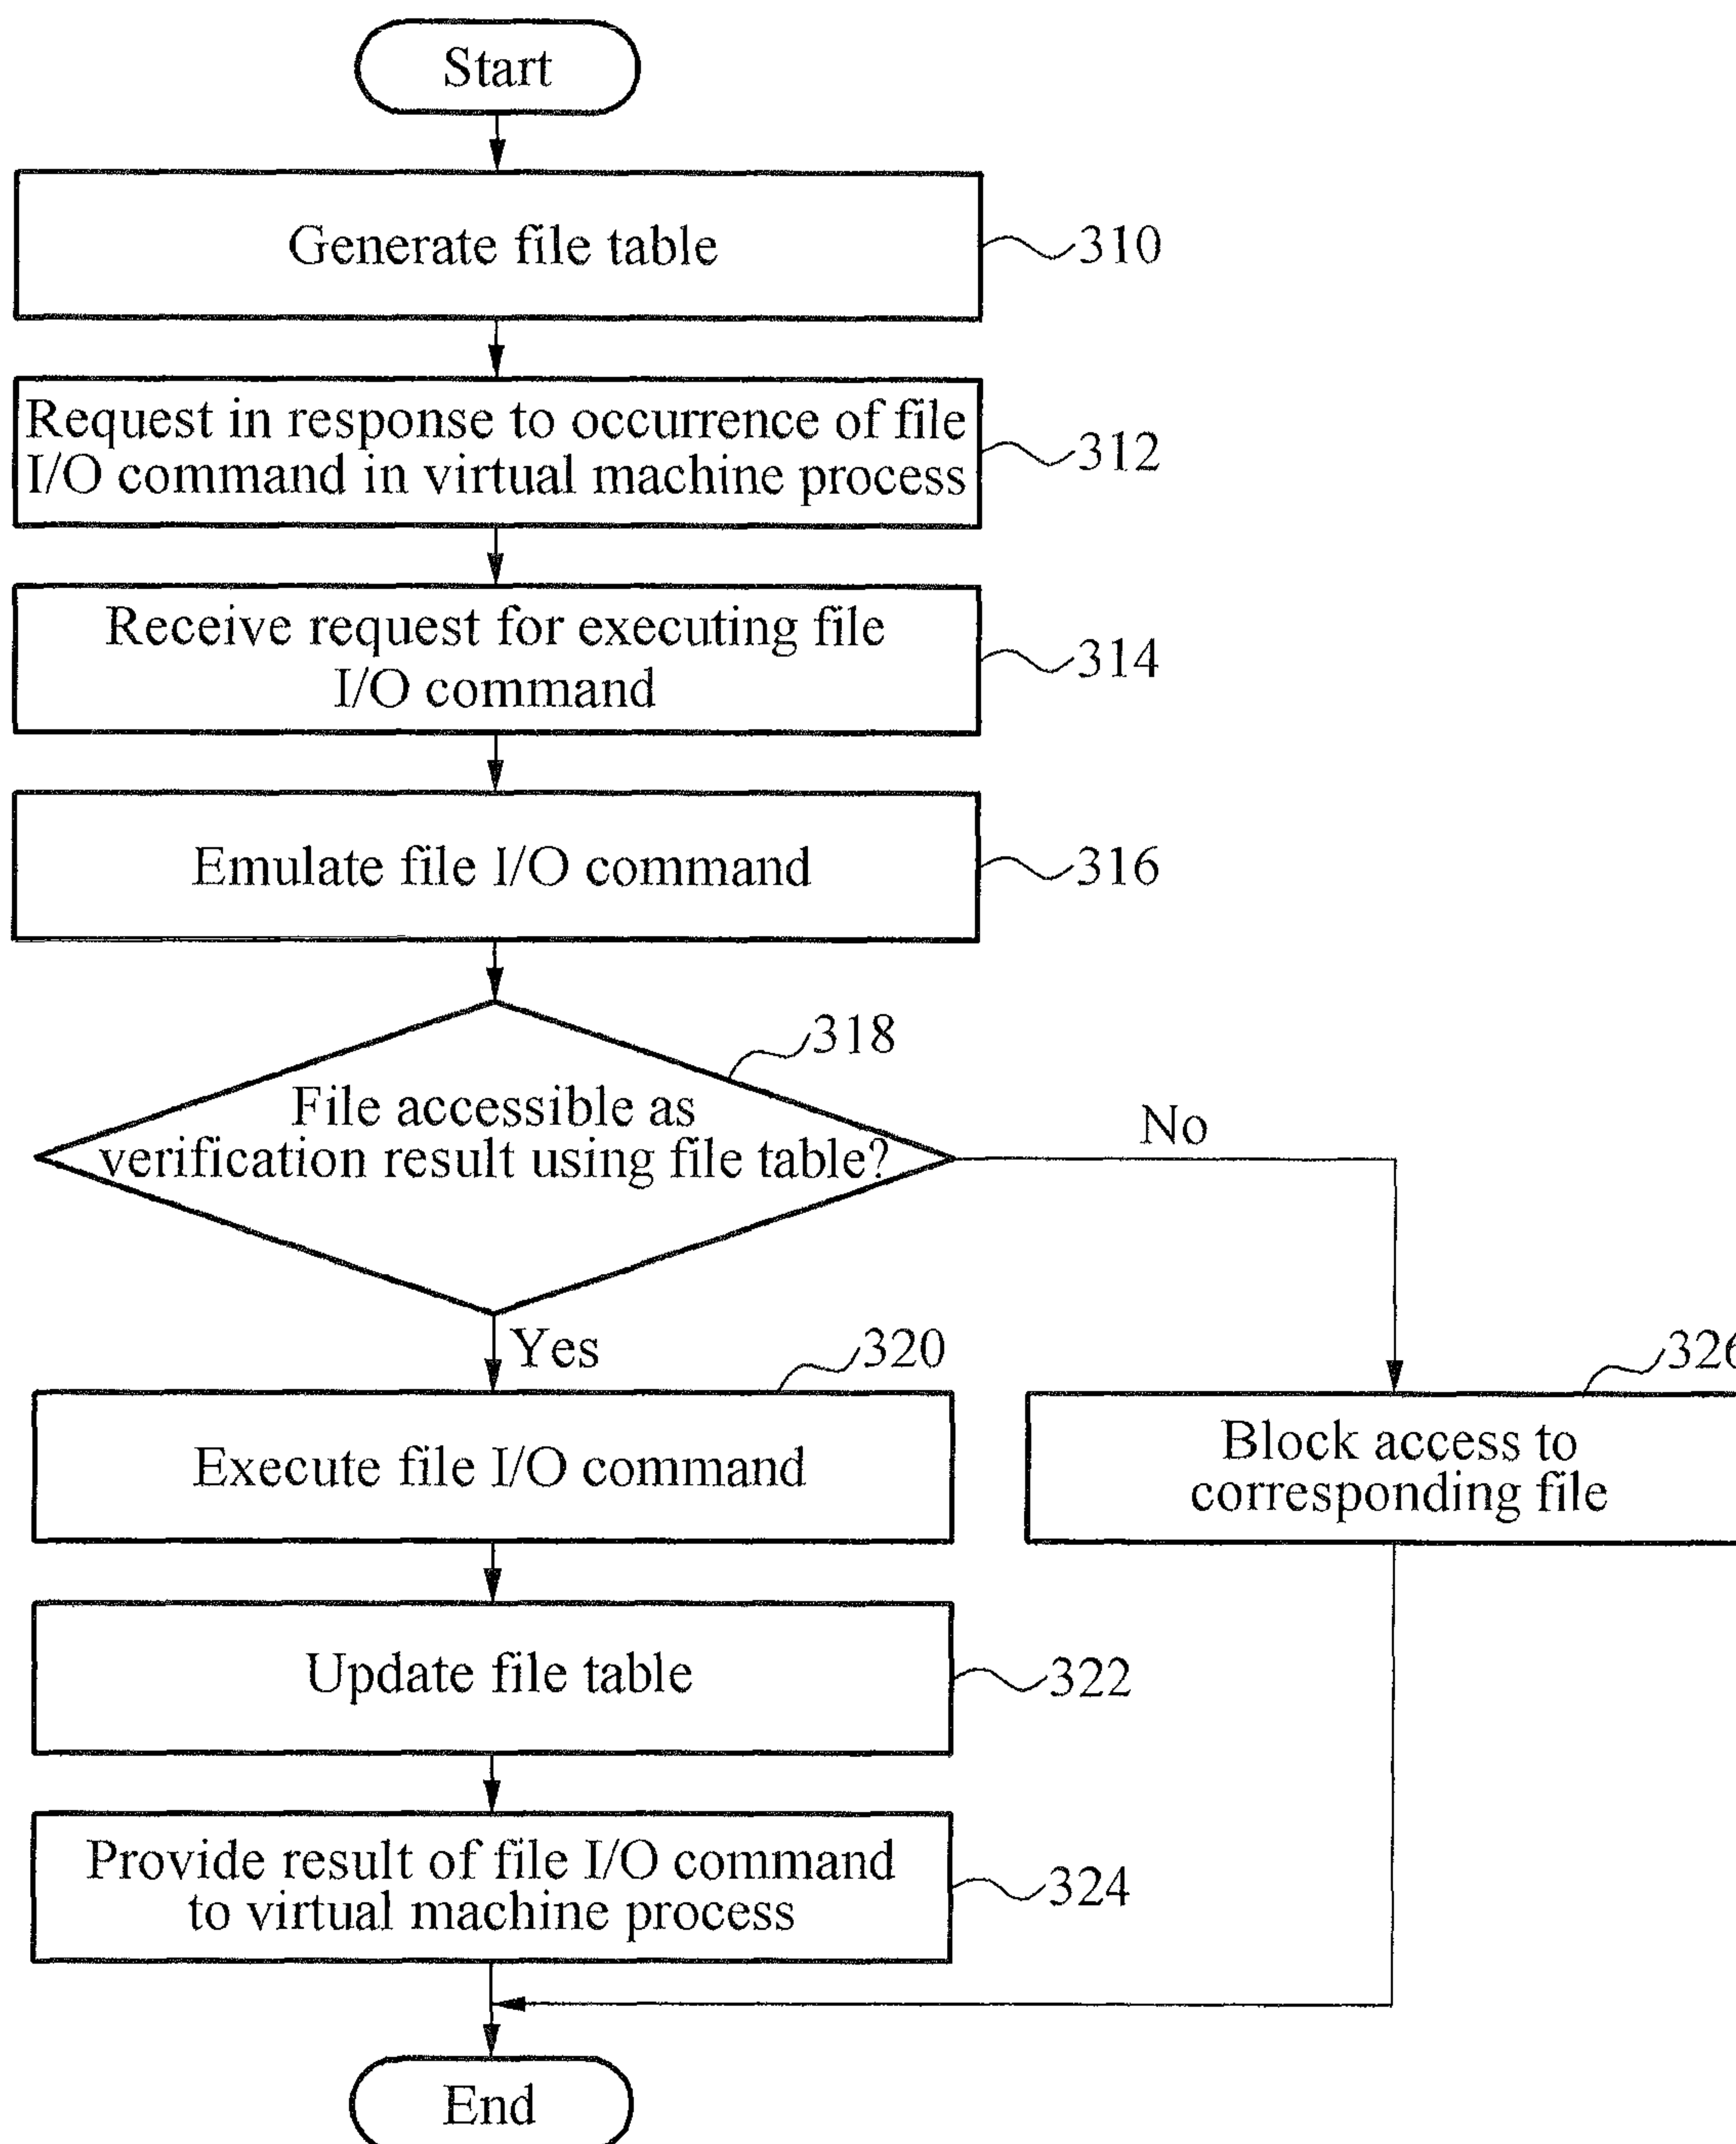 Start
Generate file table
310
Request in response to occurrence of file
I/O command in virtual machine process
312
Receive request for executing file
I/O command
314
Emulate file I/O command
316
318
File accessible as
verification result using file table?
No
Yes
320
326
Execute file I/O command
Block access to
corresponding file
Update file table
322
Provide result of file I/O command
to virtual machine process
324
End